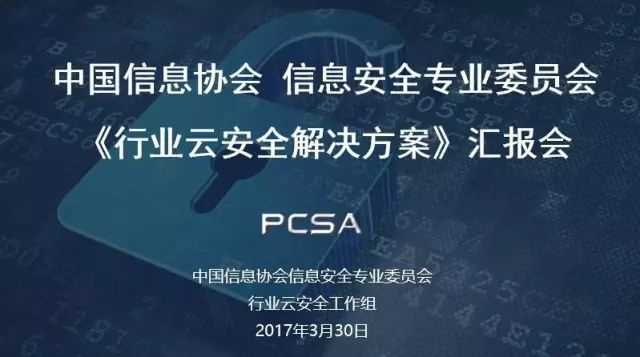 中国信息协会 信息安全专业委员会
《行业云安全解决方案》汇报会
PCSA
中国信息协会信息安全专业委员会
行业云安全工作组
2017年3月30日